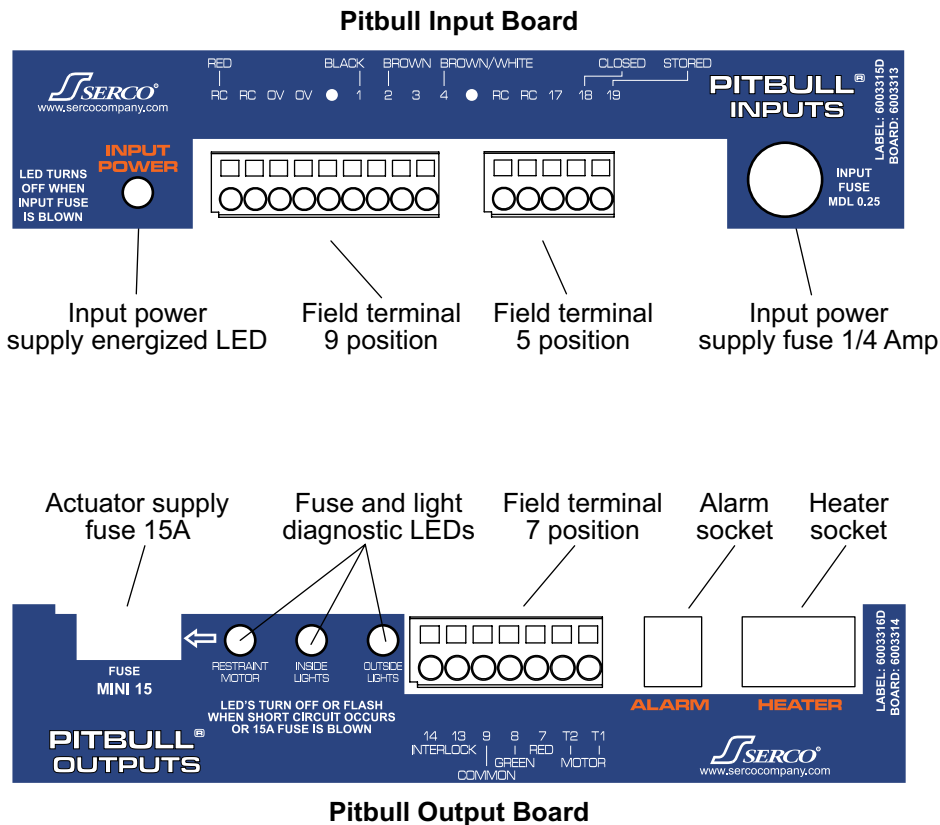 Pitbull Input Board
SERCO®
www.sercocompany.com
RED BLACK BROWN BROWN/WHITE CLOSED STORED
RC RC 0V 0V ● 1 2 3 4 ● RC RC 17 18 19
PITBULL®
INPUTS
LABEL: 6003315D
BOARD: 6003313
INPUT
POWER
LED TURNS
OFF WHEN
INPUT FUSE
IS BLOWN
INPUT
FUSE
MDL 0.25
Input power
supply energized LED
Field terminal
9 position
Field terminal
5 position
Input power
supply fuse 1/4 Amp
Actuator supply
fuse 15A
Fuse and light
diagnostic LEDs
Field terminal
7 position
Alarm
socket
Heater
socket
FUSE
MINI 15
RESTRAINT
MOTOR
INSIDE
LIGHTS
OUTSIDE
LIGHTS
LED'S TURN OFF OR FLASH
WHEN SHORT CIRCUIT OCCURS
OR 15A FUSE IS BLOWN
ALARM
HEATER
LABEL: 6003316D
BOARD: 6003314
PITBULL®
OUTPUTS
14 13 9 8 7 T2 T1
INTERLOCK RED
GREEN MOTOR
COMMON
SERCO®
www.sercocompany.com
Pitbull Output Board